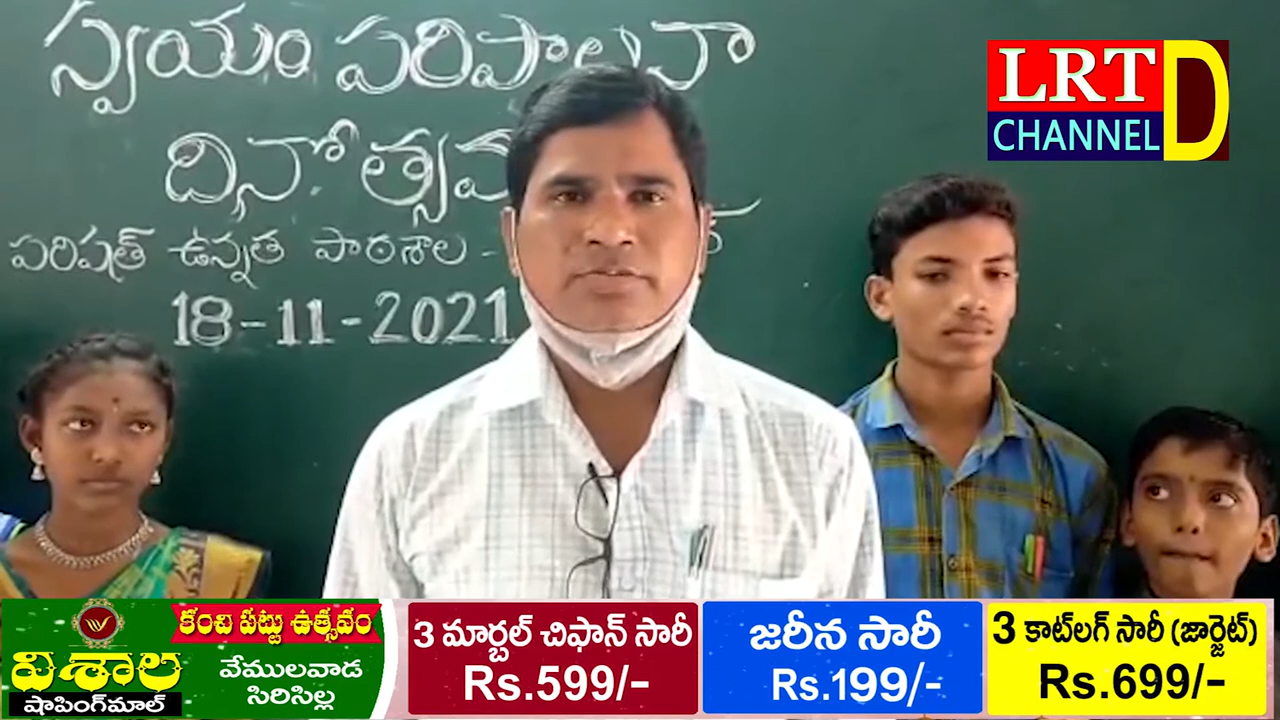 స్వయం పరిపాలనా
దినోత్సవ
పరిషత్ ఉన్నత పాఠశాల -
18-11-2021
LRT
CHANNEL D
కంచి పట్టు ఉత్సవం
విశాల
షాపింగ్‌మాల్
వేములవాడ
సిరిసిల్ల
3 మార్బల్ చిఫాన్ సారీ
Rs.599/-
జరీన సారీ
Rs.199/-
3 కాట్‌లగ్ సారీ (జార్జెట్)
Rs.699/-